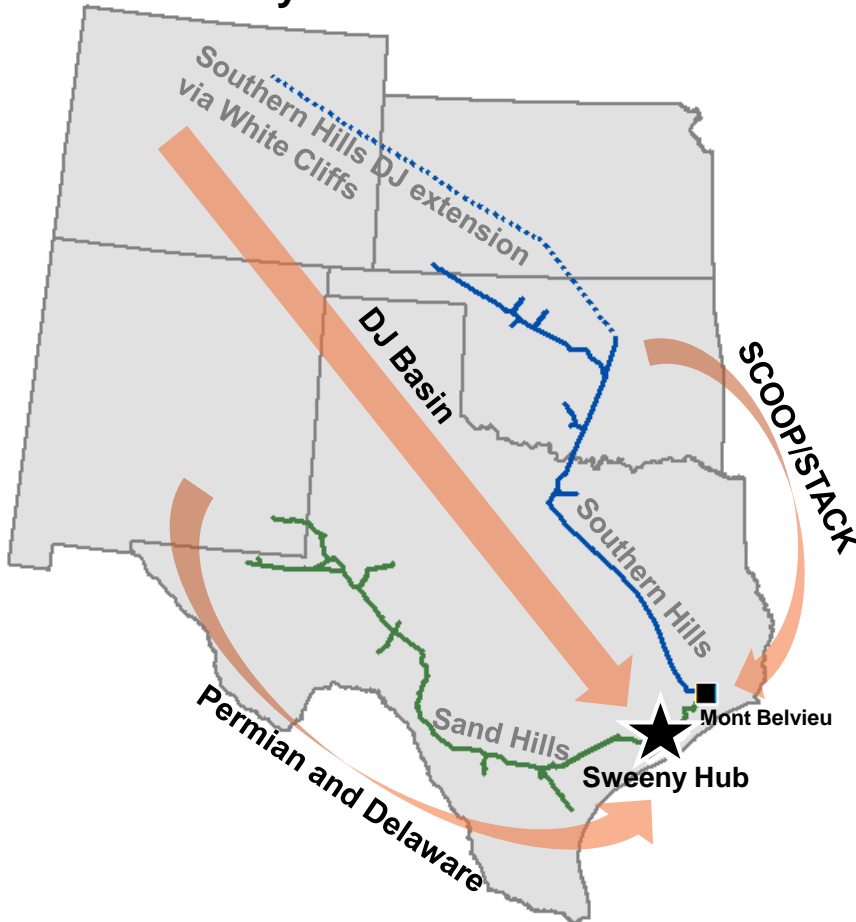 Southern Hills DJ extension
via White Cliffs
DJ Basin
SCOOP/STACK
Southern Hills
Mont Belvieu
Sand Hills
Sweeny Hub
Permian and Delaware